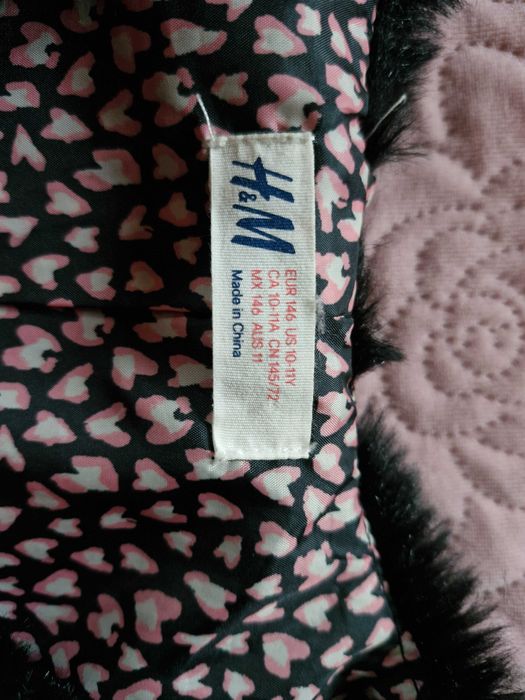 H&M
EUR 146 US 10-11Y
CA 10-11A CN 145/72
MX 146 AUS 11
Made in China